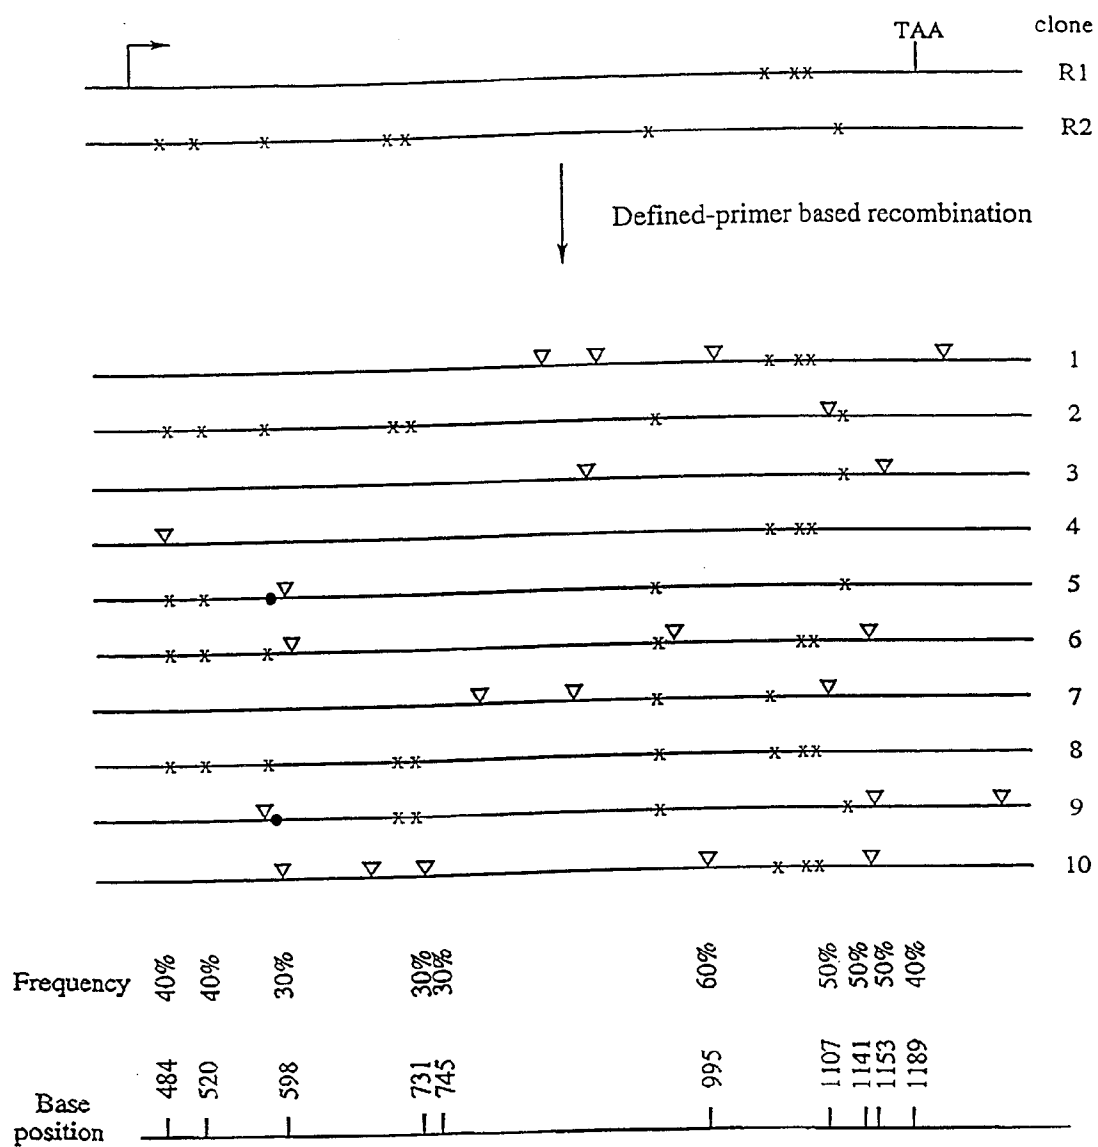 TAA clone
R1
R2
Defined-primer based recombination
1
2
3
4
5
6
7
8
9
10
Frequency 40% 40% 30% 30% 30% 60% 50% 50% 50% 40%
484 520 598 731 745 995 1107 1141 1153 1189
Base
position